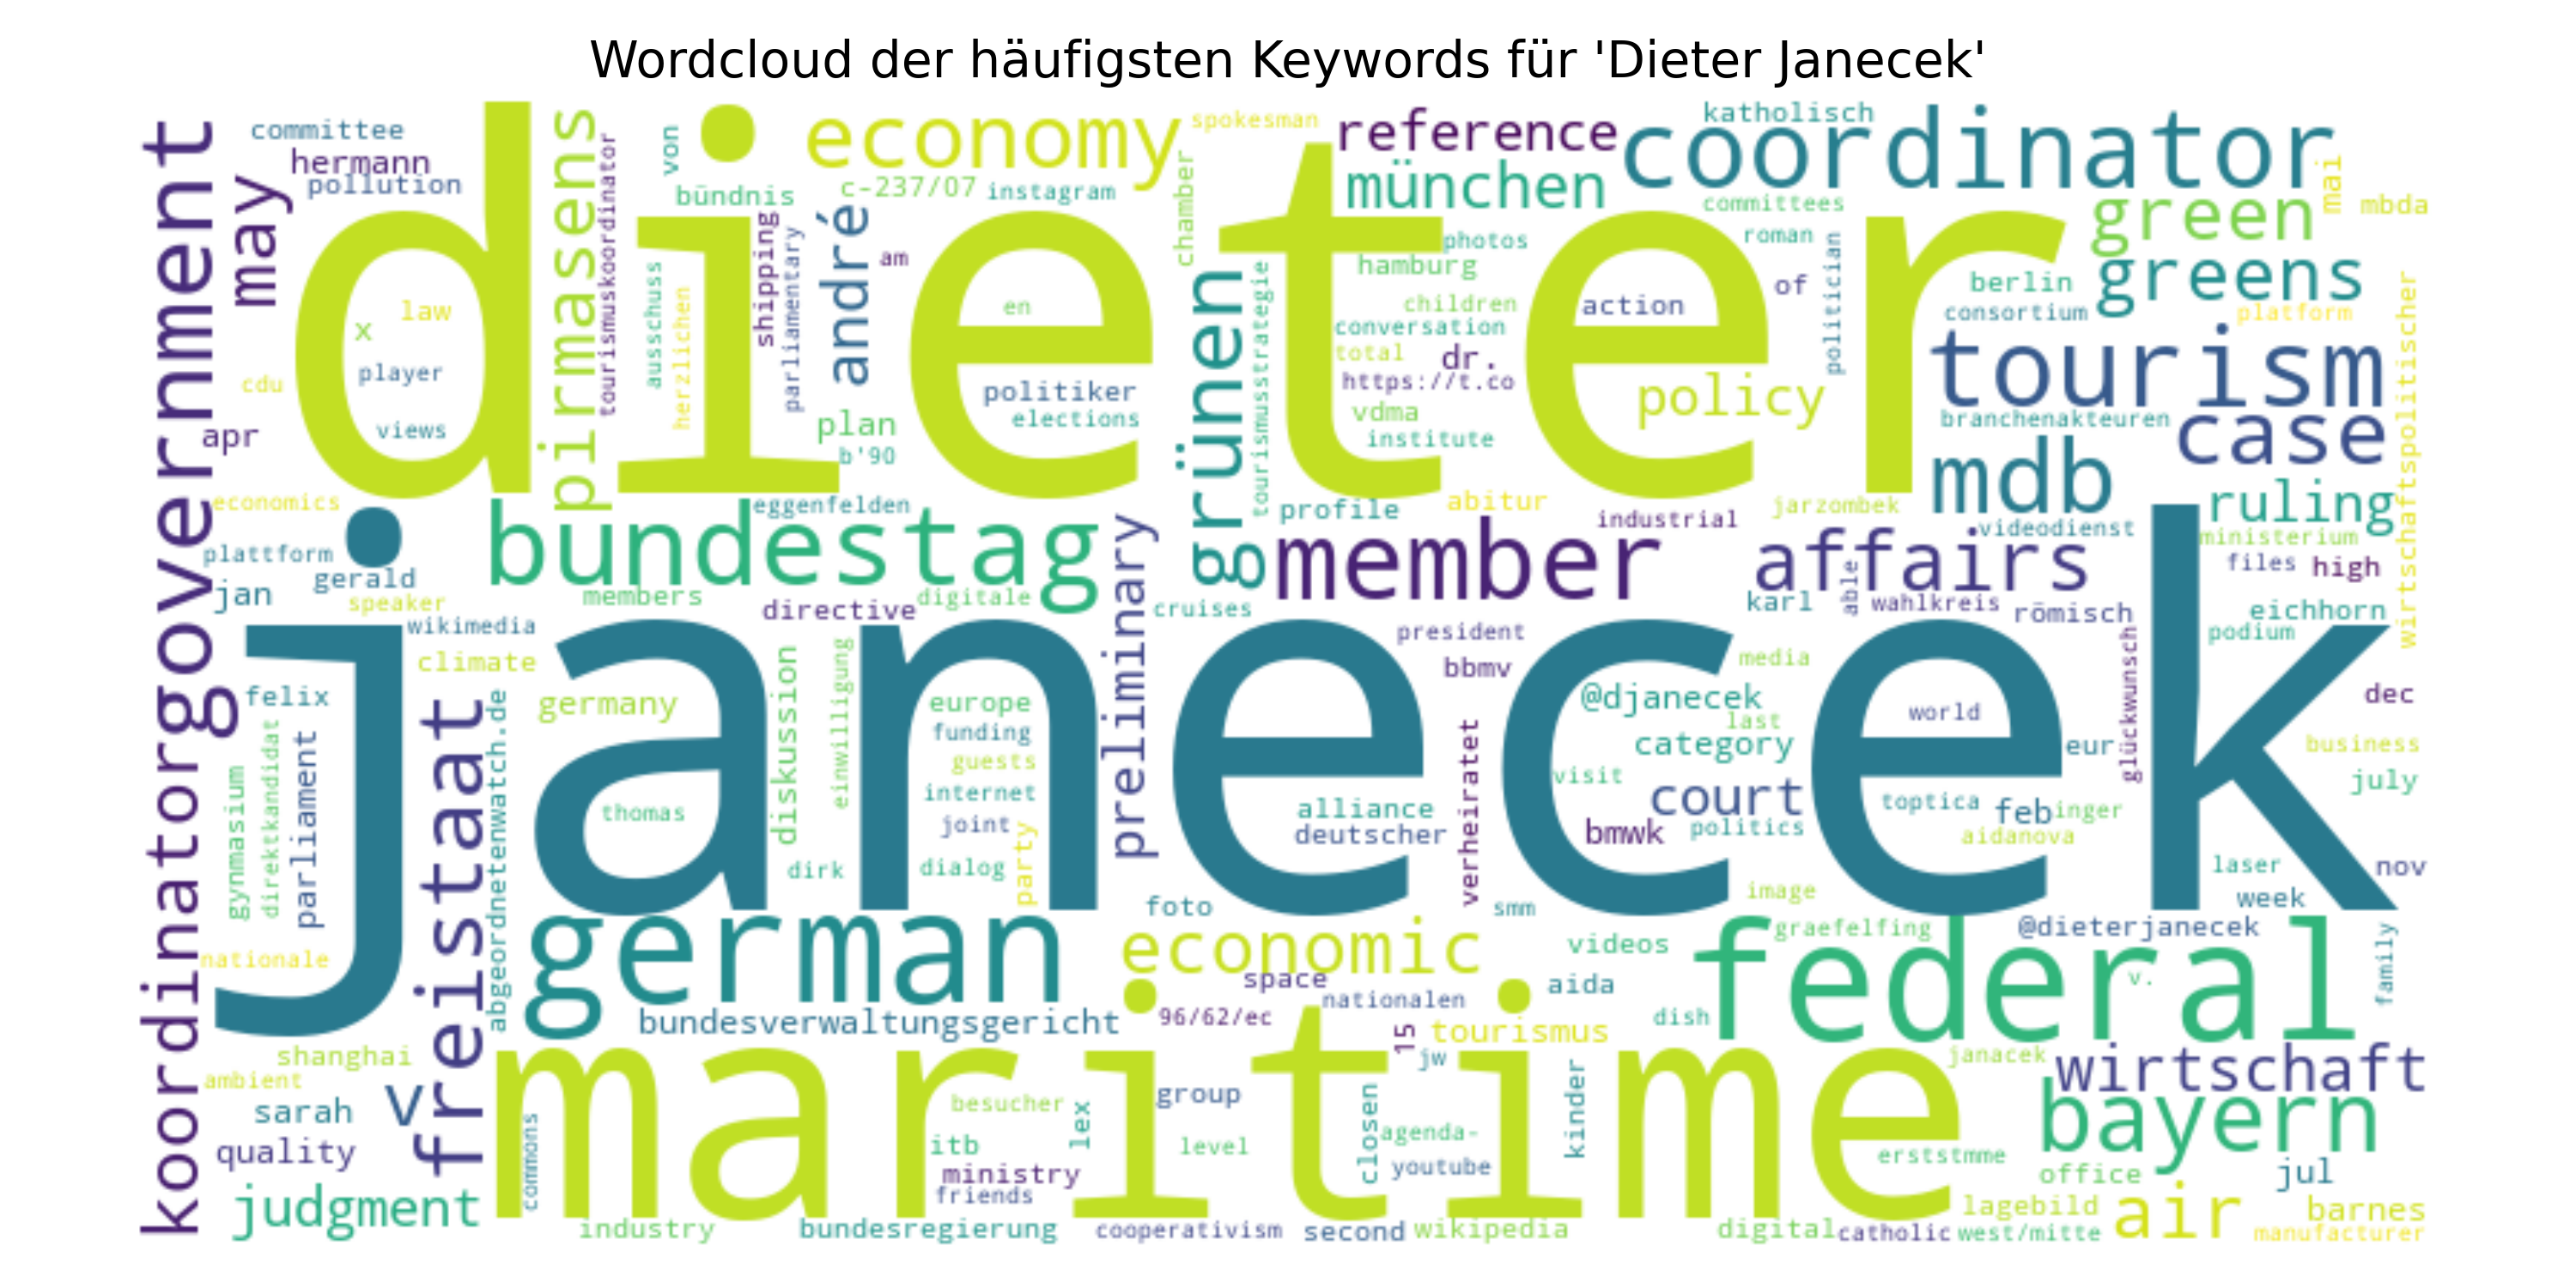 Wordcloud der häufigsten Keywords für 'Dieter Janecek'
committee
hermann
pollution
may
government
koordinator
dieter
pirmasens
tourismuskoordinator
von
bündnis
economy
spokesman
c-237/07
instagram
chamber
reference
münchen
katholisch
coordinator
mai
mbda
committees
green
greens
photos
roman
hamburg
politician
of
berlin
consortium
platform
wirtschaftspolitischer
law
x
player
views
cdu
apr
ausschuss
herzlichen
shipping
parliamentary
andré
am
en
politiker
elections
plan
b'90
grünen
tourismusstrategie
children
conversation
total
dr.
https://t.co
vdma
institute
action
policy
tourism
branchenakteuren
case
mdb
ruling
economics
plattform
jan
gerald
speaker
wikimedia
bundestag
eggenfelden
members
directive
digitale
preliminary
cruises
profile
abitur
industrial
jarzombek
member
videodienst
affairs
able
karl
wahlkreis
römisch
ministerium
files
high
eichhorn
podium
janecek
felix
climate
germany
diskussion
einwilligung
europe
funding
guests
internet
joint
party
thomas
dirk
dialog
president
bbmv
verheiratet
alliance
deutscher
@djanecek
media
last
category
visit
court
bmwk
politics
world
toptica
feb
inger
aidanova
eur
glückwunsch
dec
business
july
laser
nov
week
gymnasium
direktkandidat
parliament
freistaat
abgeordnetenwatch.de
nationale
german
foto
smm
image
economic
videos
graefelfing
@dieterjanecek
federal
v.
family
space
nationalen
aida
bundesverwaltungsgericht
96/62/ec
15
tourismus
dish
shanghai
ambient
sarah
v
quality
judgment
maritime
commons
besucher
itb
lex
ministry
friends
group
level
jw
closen
agenda-
youtube
kinder
janacek
wirtschaft
bayern
erststmme
office
jul
lagebild
air
barnes
industry
bundesregierung
cooperativism
second
wikipedia
digital
catholic
west/mitte
manufacturer